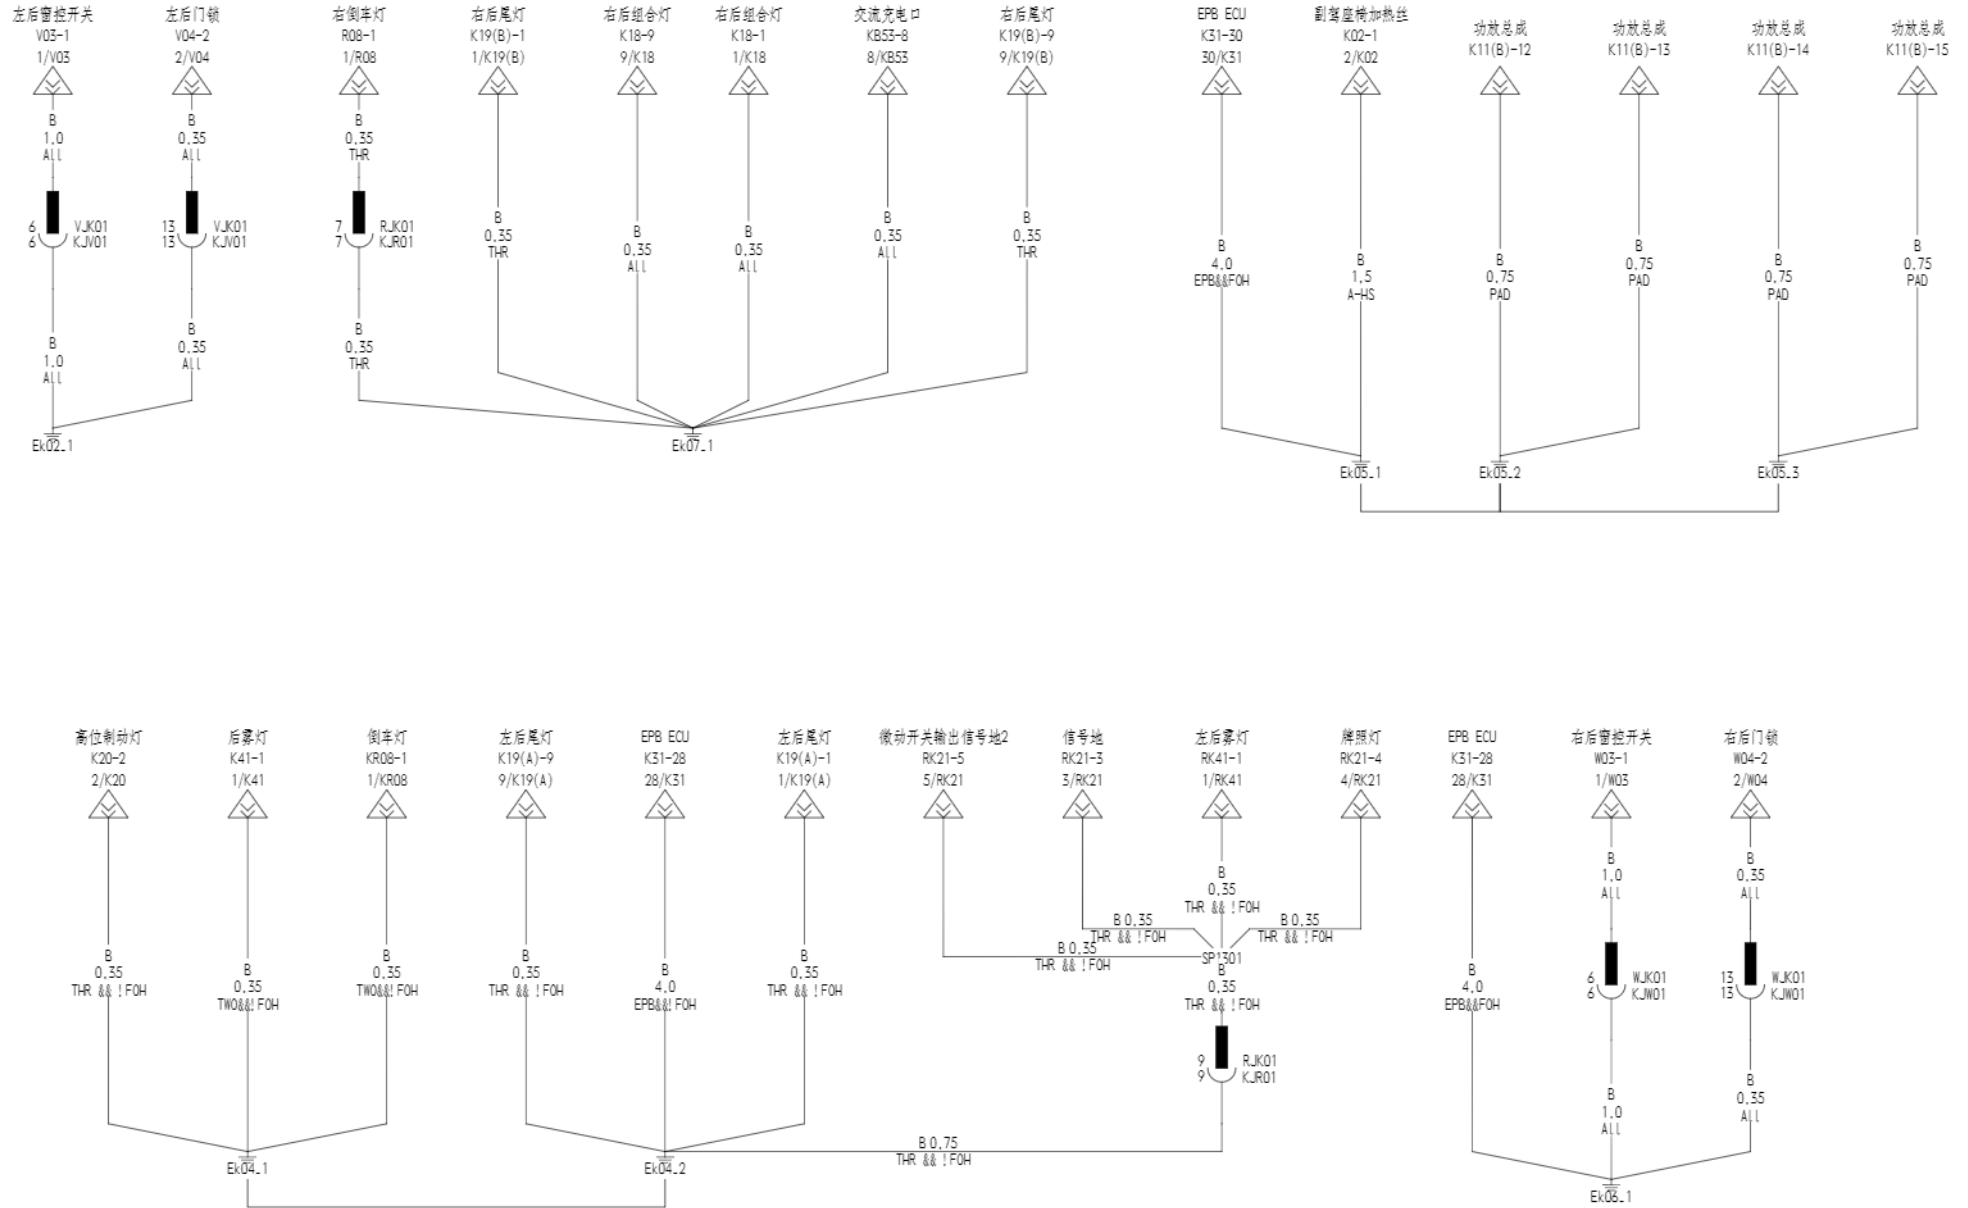 左后窗控开关
V03-1
1/V03
左后门锁
V04-2
2/V04
右倒车灯
R08-1
1/R08
右后尾灯
K19(B)-1
1/K19(B)
右后组合灯
K18-9
9/K18
右后组合灯
K18-1
1/K18
交流充电口
KB53-8
8/KB53
右后尾灯
K19(B)-9
9/K19(B)
EPB ECU
K31-30
30/K31
副驾座椅加热丝
K02-1
2/K02
功放总成
K11(B)-12
功放总成
K11(B)-13
功放总成
K11(B)-14
功放总成
K11(B)-15
B
1.0
All
B
0.35
All
B
0.35
THR
6 VJK01
6 KJV01
13 VJK01
13 KJV01
7 RJK01
7 KJR01
B
0.35
THR
B
0.35
All
B
0.35
All
B
0.35
All
B
0.35
THR
B
4.0
EPB&&FOH
B
1.5
A-HS
B
0.75
PAD
B
0.75
PAD
B
0.75
PAD
B
0.75
PAD
B
1.0
All
B
0.35
All
B
0.35
THR
Ek02_1
Ek07_1
Ek05_1
Ek05_2
Ek05_3
高位制动灯
K20-2
2/K20
后雾灯
K41-1
1/K41
倒车灯
KR08-1
1/KR08
左后尾灯
K19(A)-9
9/K19(A)
EPB ECU
K31-28
28/K31
左后尾灯
K19(A)-1
1/K19(A)
微动开关输出信号地2
RK21-5
5/RK21
信号地
RK21-3
3/RK21
左后雾灯
RK41-1
1/RK41
牌照灯
RK21-4
4/RK21
EPB ECU
K31-28
28/K31
右后窗控开关
W03-1
1/W03
右后门锁
W04-2
2/W04
B
0.35
THR && !FOH
B
0.35
TWO&&!FOH
B
0.35
TWO&&!FOH
B
0.35
THR && !FOH
B
4.0
EPB&&!FOH
B
0.35
THR && !FOH
B
0.35
THR && !FOH
B 0.35
THR && !FOH
B 0.35
THR && !FOH
B 0.35
THR && !FOH
SP1301
B
0.35
THR && !FOH
9 RJK01
9 KJR01
B
4.0
EPB&&FOH
B
1.0
All
B
0.35
All
6 WJK01
6 KJW01
13 WJK01
13 KJW01
B
1.0
All
B
0.35
All
B 0.75
THR && !FOH
Ek04_1
Ek04_2
Ek06_1